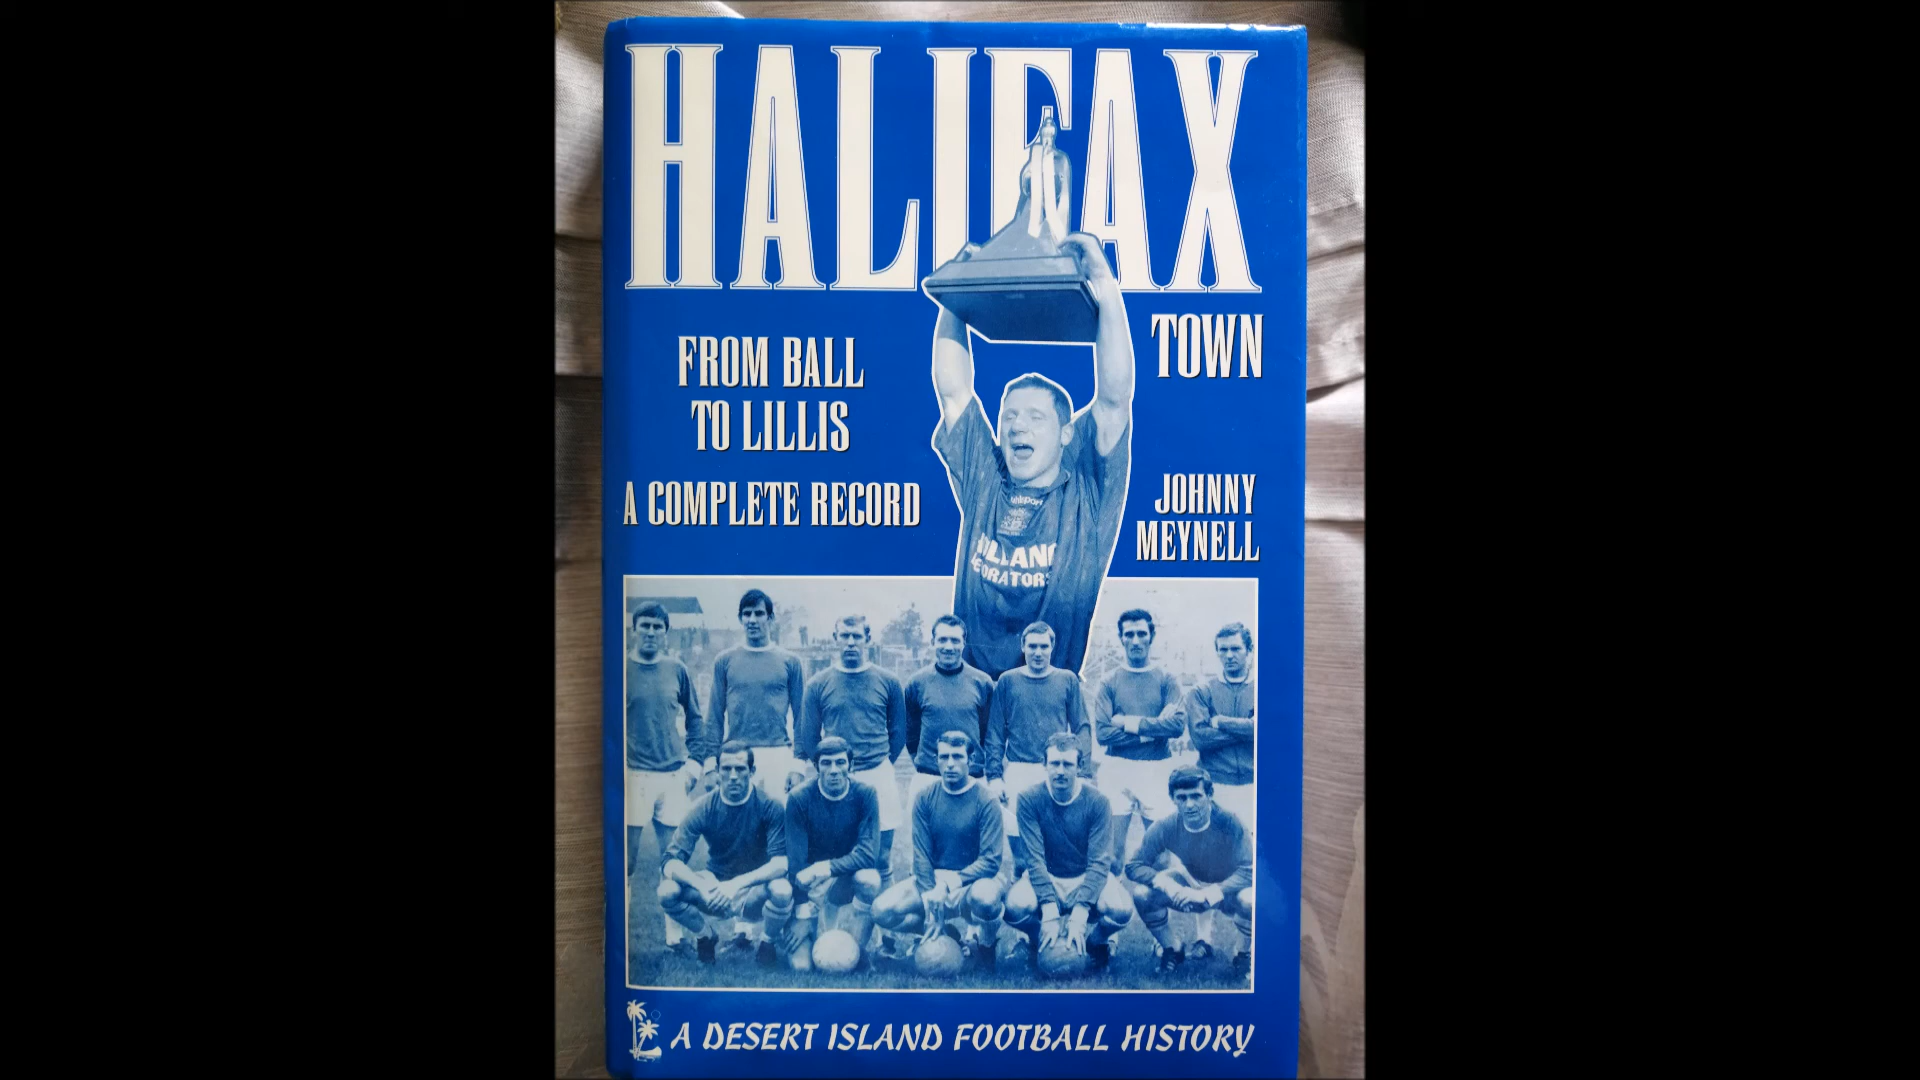 HALIFAX
TOWN
FROM BALL
TO LILLIS
A COMPLETE RECORD
JOHNNY
MEYNELL
A DESERT ISLAND FOOTBALL HISTORY